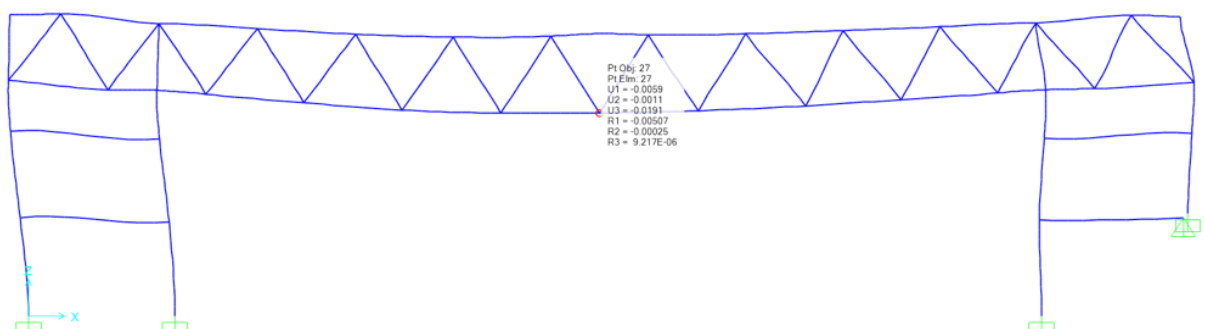 Pt Obj: 27
Pt Elm: 27
U1 = -0.0059
U2 = -0.0011
U3 = -0.0191
R1 = -0.00507
R2 = -0.00025
R3 = 9.217E-06
X